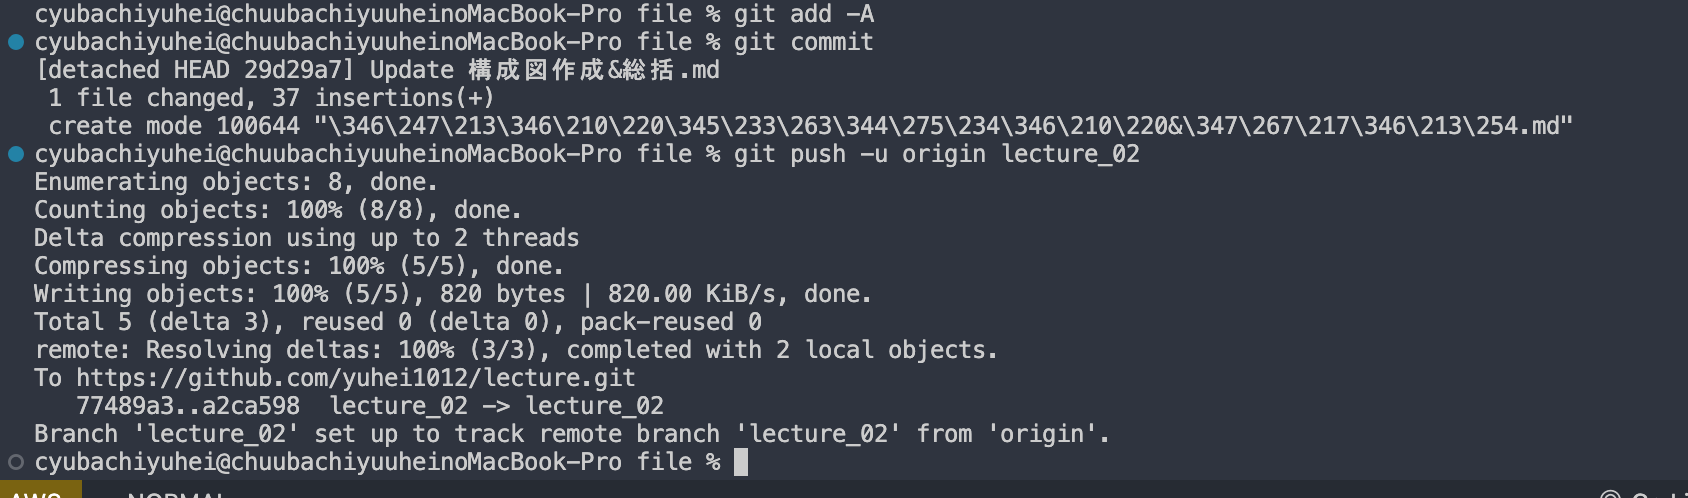 cyubachiyuhei@chuubachiyuuheinoMacBook-Pro file % git add -A
cyubachiyuhei@chuubachiyuuheinoMacBook-Pro file % git commit
[detached HEAD 29d29a7] Update 構成図作成&総括.md
 1 file changed, 37 insertions(+)
 create mode 100644 "\346\247\213\346\210\220\345\233\263\344\275\234\346\210\220&\347\267\217\346\213\254.md"
cyubachiyuhei@chuubachiyuuheinoMacBook-Pro file % git push -u origin lecture_02
Enumerating objects: 8, done.
Counting objects: 100% (8/8), done.
Delta compression using up to 2 threads
Compressing objects: 100% (5/5), done.
Writing objects: 100% (5/5), 820 bytes | 820.00 KiB/s, done.
Total 5 (delta 3), reused 0 (delta 0), pack-reused 0
remote: Resolving deltas: 100% (3/3), completed with 2 local objects.
To https://github.com/yuhei1012/lecture.git
   77489a3..a2ca598  lecture_02 -> lecture_02
Branch 'lecture_02' set up to track remote branch 'lecture_02' from 'origin'.
cyubachiyuhei@chuubachiyuuheinoMacBook-Pro file %
AWS NORMAL